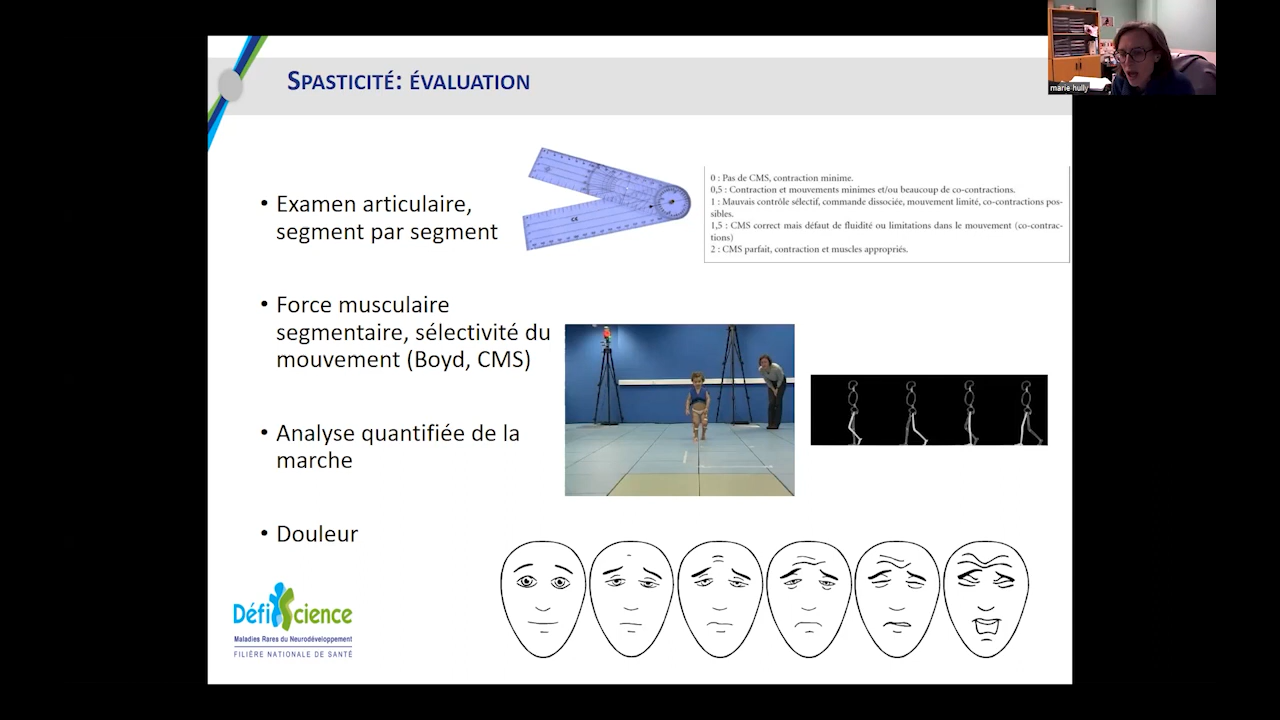 SPASTICITÉ: ÉVALUATION
marie hully
• Examen articulaire,
segment par segment
0 : Pas de CMS, contraction minime.
0,5 : Contraction et mouvements minimes et/ou beaucoup de co-contractions.
1 : Mauvais contrôle sélectif, commande dissociée, mouvement limité, co-contractions pos-
sibles.
1,5 : CMS correct mais défaut de fluidité ou limitations dans le mouvement (co-contrac-
tions)
2 : CMS parfait, contraction et muscles appropriés.
• Force musculaire
segmentaire, sélectivité du
mouvement (Boyd, CMS)
• Analyse quantifiée de la
marche
• Douleur
DéfiScience
Maladies Rares du Neurodéveloppement
FILIÈRE NATIONALE DE SANTÉ